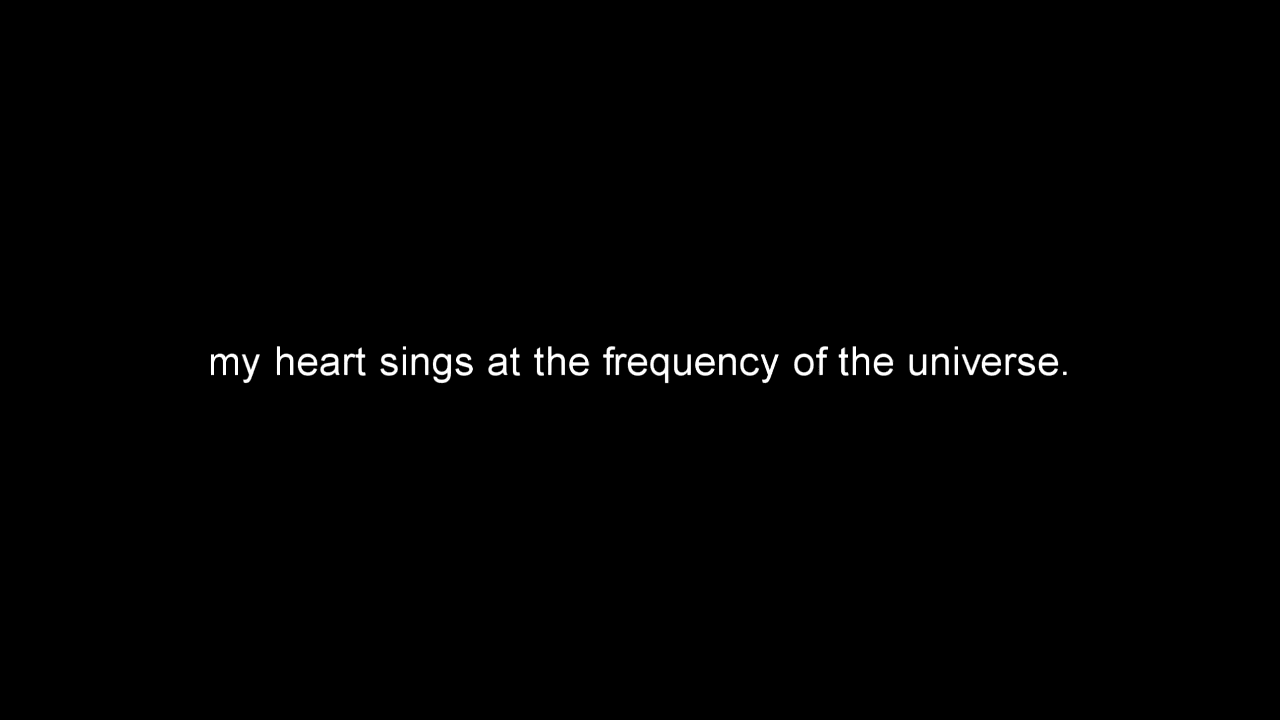 my heart sings at the frequency of the universe.